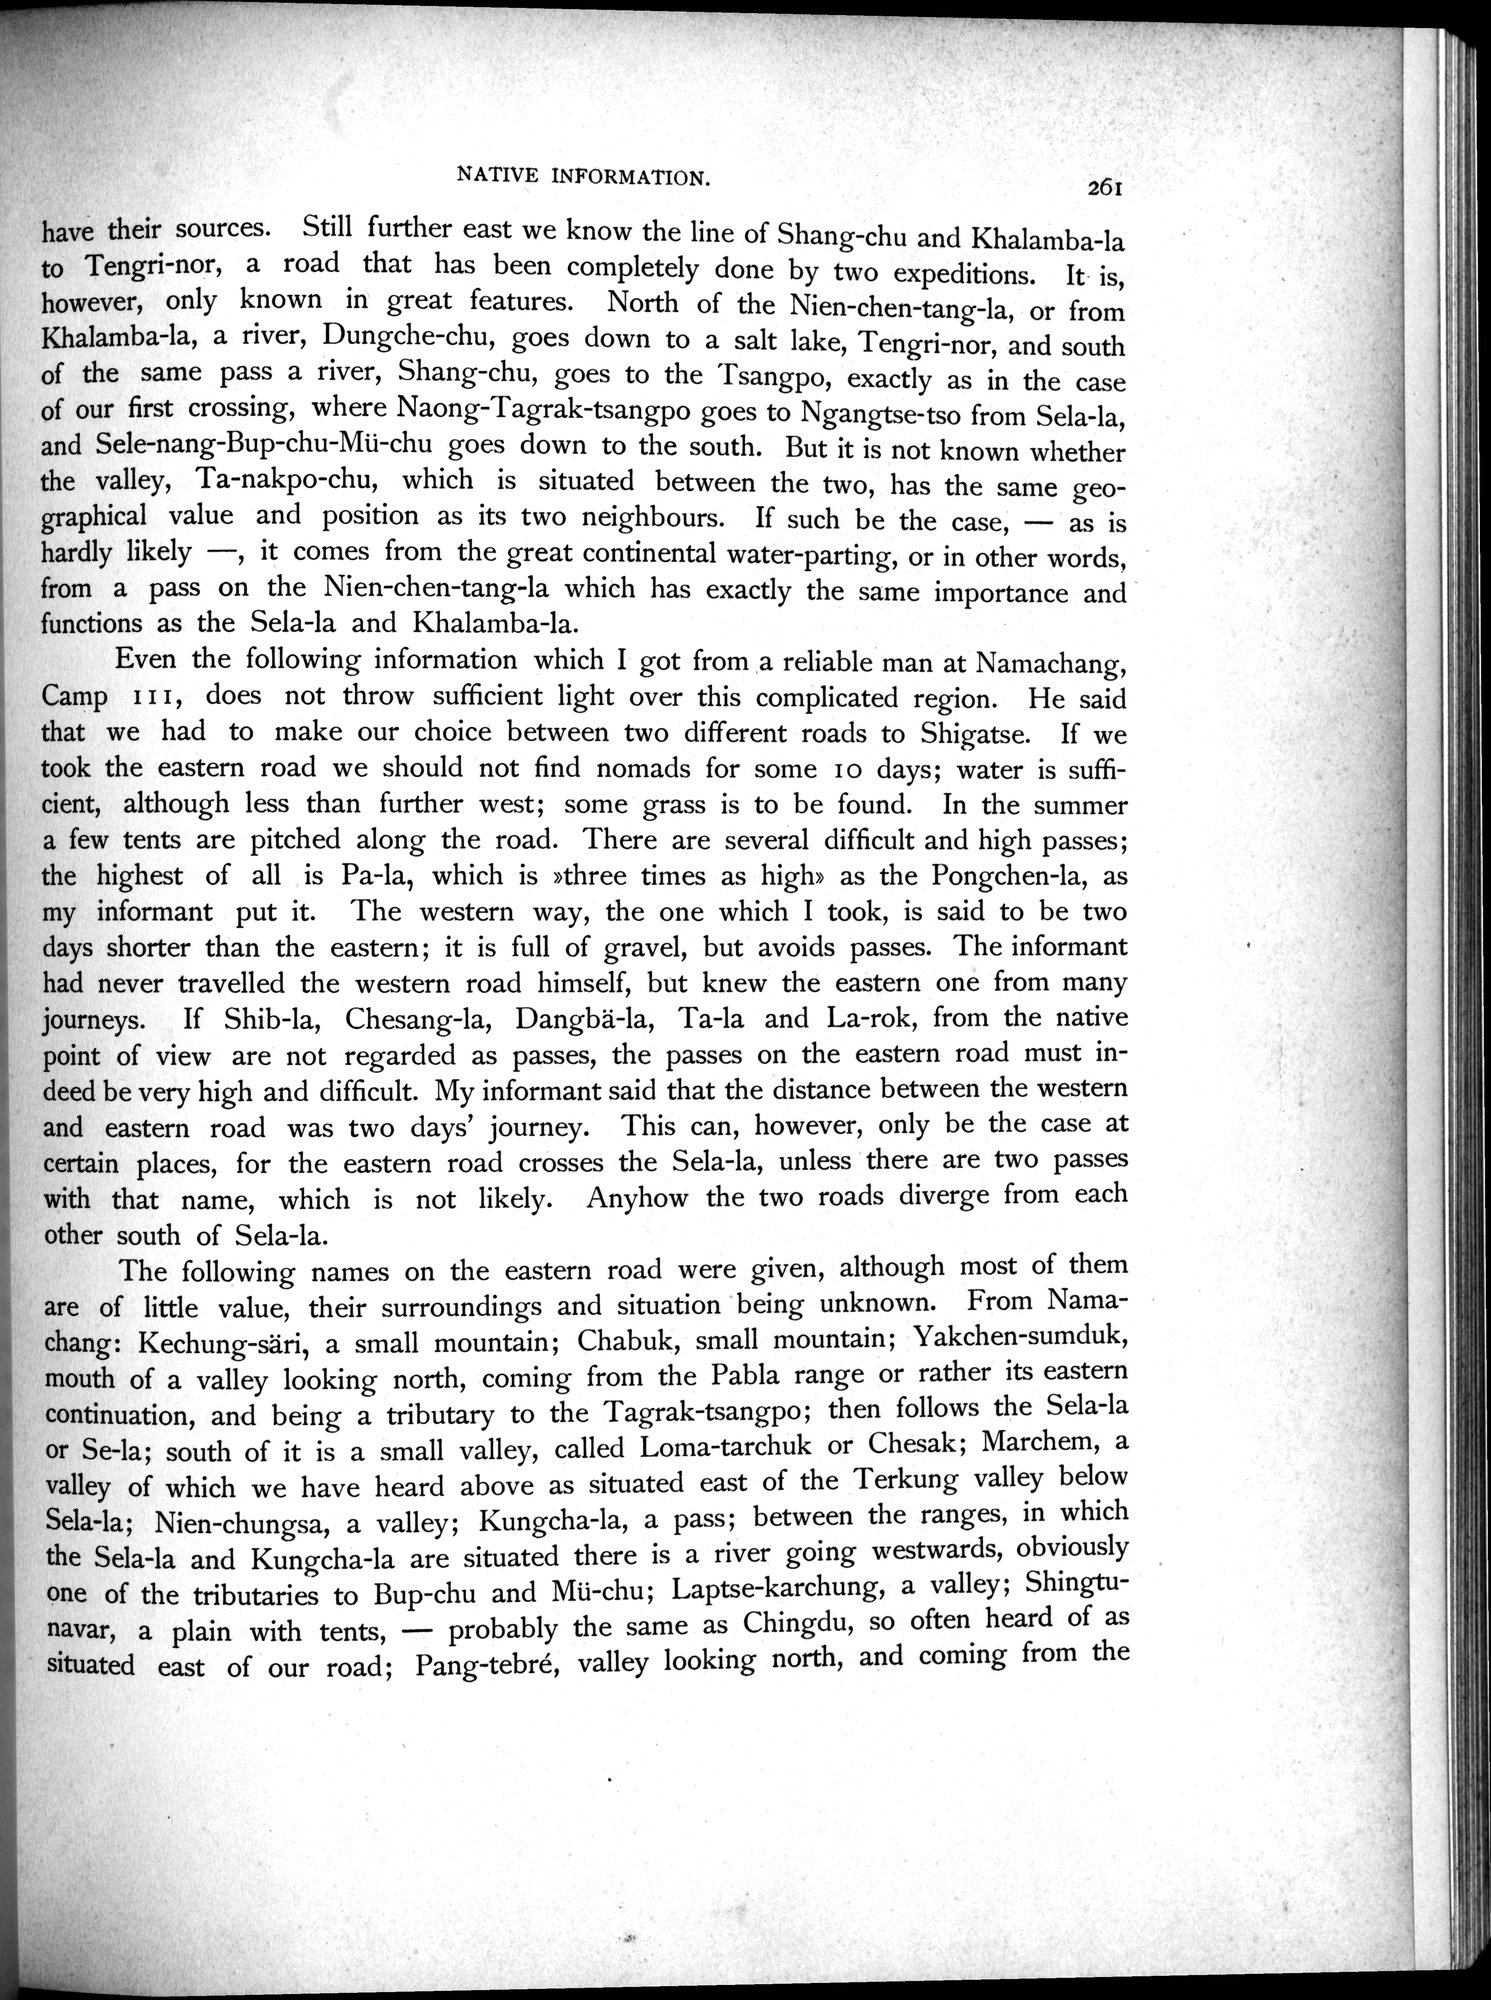 NATIVE INFORMATION.
261
have their sources. Still further east we know the line of Shang-chu and Khalamba-la
to Tengri-nor, a road that has been completely done by two expeditions. It is,
however, only known in great features. North of the Nien-chen-tang-la, or from
Khalamba-la, a river, Dungche-chu, goes down to a salt lake, Tengri-nor, and south
of the same pass a river, Shang-chu, goes to the Tsangpo, exactly as in the case
of our first crossing, where Naong-Tagrak-tsangpo goes to Ngangtse-tso from Sela-la,
and Sele-nang-Bup-chu-Mü-chu goes down to the south. But it is not known whether
the valley, Ta-nakpo-chu, which is situated between the two, has the same geo-
graphical value and position as its two neighbours. If such be the case, — as is
hardly likely —, it comes from the great continental water-parting, or in other words,
from a pass on the Nien-chen-tang-la which has exactly the same importance and
functions as the Sela-la and Khalamba-la.
Even the following information which I got from a reliable man at Namachang,
Camp 111, does not throw sufficient light over this complicated region. He said
that we had to make our choice between two different roads to Shigatse. If we
took the eastern road we should not find nomads for some 10 days; water is suffi-
cient, although less than further west; some grass is to be found. In the summer
a few tents are pitched along the road. There are several difficult and high passes;
the highest of all is Pa-la, which is »three times as high» as the Pongchen-la, as
my informant put it. The western way, the one which I took, is said to be two
days shorter than the eastern; it is full of gravel, but avoids passes. The informant
had never travelled the western road himself, but knew the eastern one from many
journeys. If Shib-la, Chesang-la, Dangbä-la, Ta-la and La-rok, from the native
point of view are not regarded as passes, the passes on the eastern road must in-
deed be very high and difficult. My informant said that the distance between the western
and eastern road was two days' journey. This can, however, only be the case at
certain places, for the eastern road crosses the Sela-la, unless there are two passes
with that name, which is not likely. Anyhow the two roads diverge from each
other south of Sela-la.
The following names on the eastern road were given, although most of them
are of little value, their surroundings and situation being unknown. From Nama-
chang: Kechung-säri, a small mountain; Chabuk, small mountain; Yakchen-sumduk,
mouth of a valley looking north, coming from the Pabla range or rather its eastern
continuation, and being a tributary to the Tagrak-tsangpo; then follows the Sela-la
or Se-la; south of it is a small valley, called Loma-tarchuk or Chesak; Marchem, a
valley of which we have heard above as situated east of the Terkung valley below
Sela-la; Nien-chungsa, a valley; Kungcha-la, a pass; between the ranges, in which
the Sela-la and Kungcha-la are situated there is a river going westwards, obviously
one of the tributaries to Bup-chu and Mü-chu; Laptse-karchung, a valley; Shingtu-
navar, a plain with tents, — probably the same as Chingdu, so often heard of as
situated east of our road; Pang-tebré, valley looking north, and coming from the